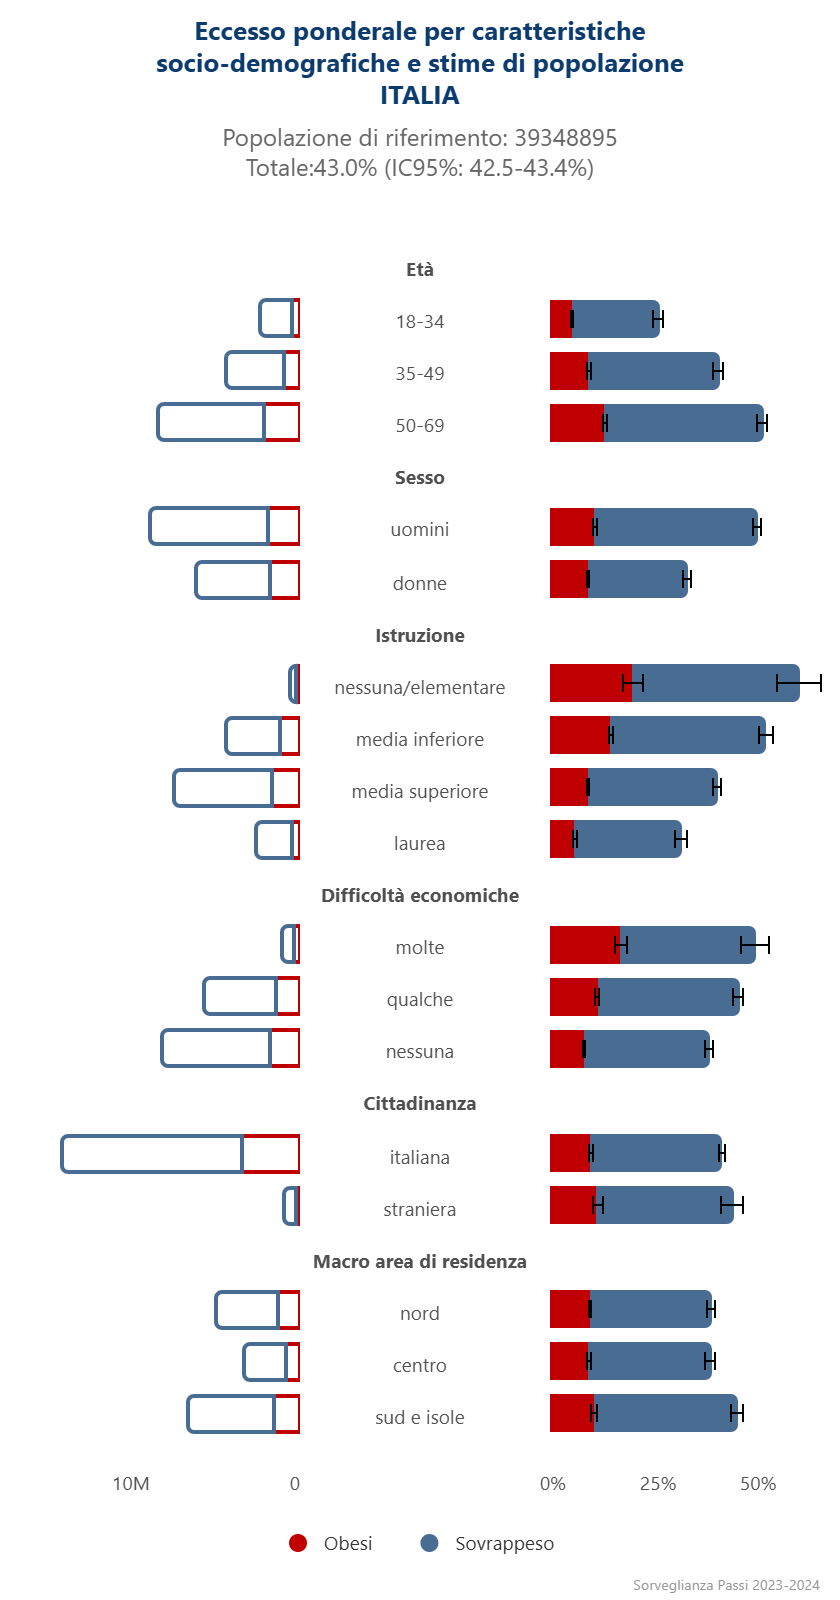 Eccesso ponderale per caratteristiche
socio-demografiche e stime di popolazione
ITALIA
Popolazione di riferimento: 39348895
Totale:43.0% (IC95%: 42.5-43.4%)
Età
18-34
35-49
50-69
Sesso
uomini
donne
Istruzione
nessuna/elementare
media inferiore
media superiore
laurea
Difficoltà economiche
molte
qualche
nessuna
Cittadinanza
italiana
straniera
Macro area di residenza
nord
centro
sud e isole
10M 0 0% 25% 50%
Obesi Sovrappeso
Sorveglianza Passi 2023-2024